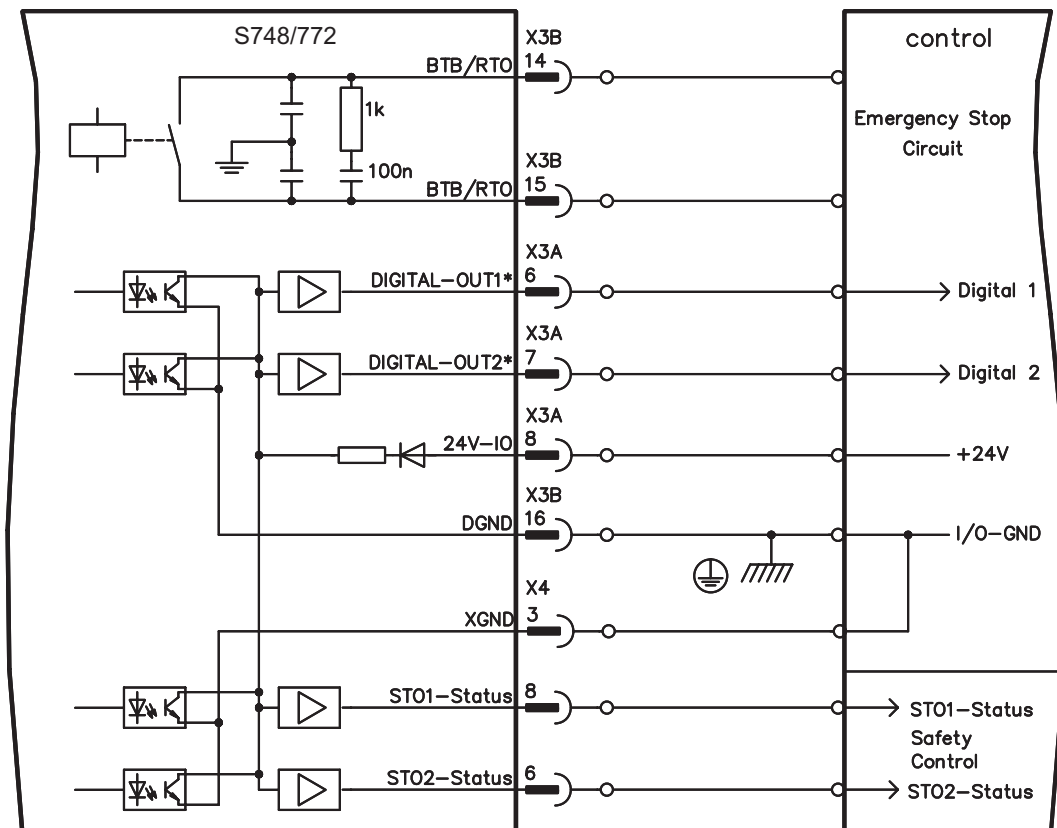 S748/772
X3B
control
BTB/RTO
14
1k
Emergency Stop
Circuit
X3B
100n
BTB/RTO
15
X3A
DIGITAL-OUT1*
6
Digital 1
X3A
DIGITAL-OUT2*
7
Digital 2
X3A
24V-IO
8
+24V
X3B
DGND
16
I/O-GND
X4
XGND
3
STO1-Status
8
STO1-Status
Safety
Control
STO2-Status
6
STO2-Status